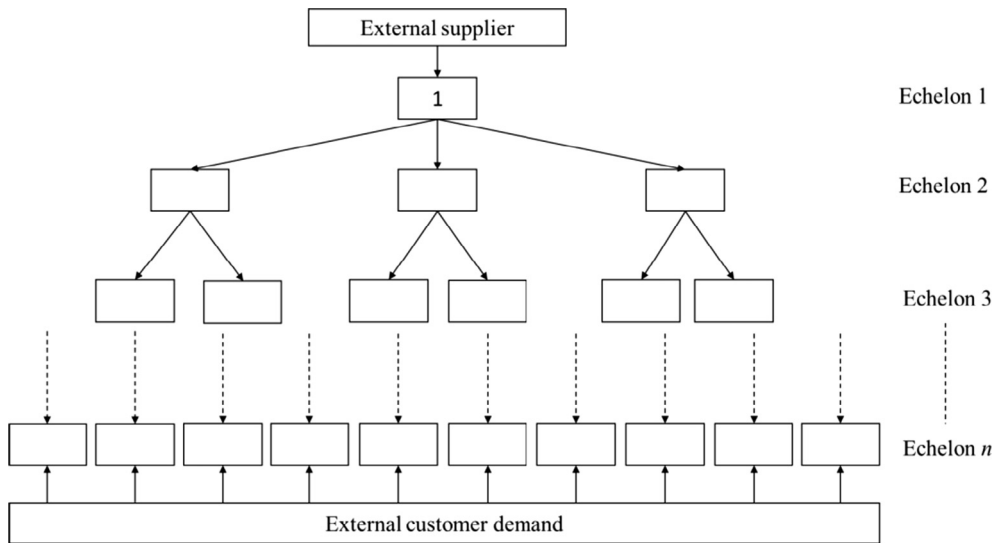 External supplier
1
Echelon 1
Echelon 2
Echelon 3
Echelon n
External customer demand